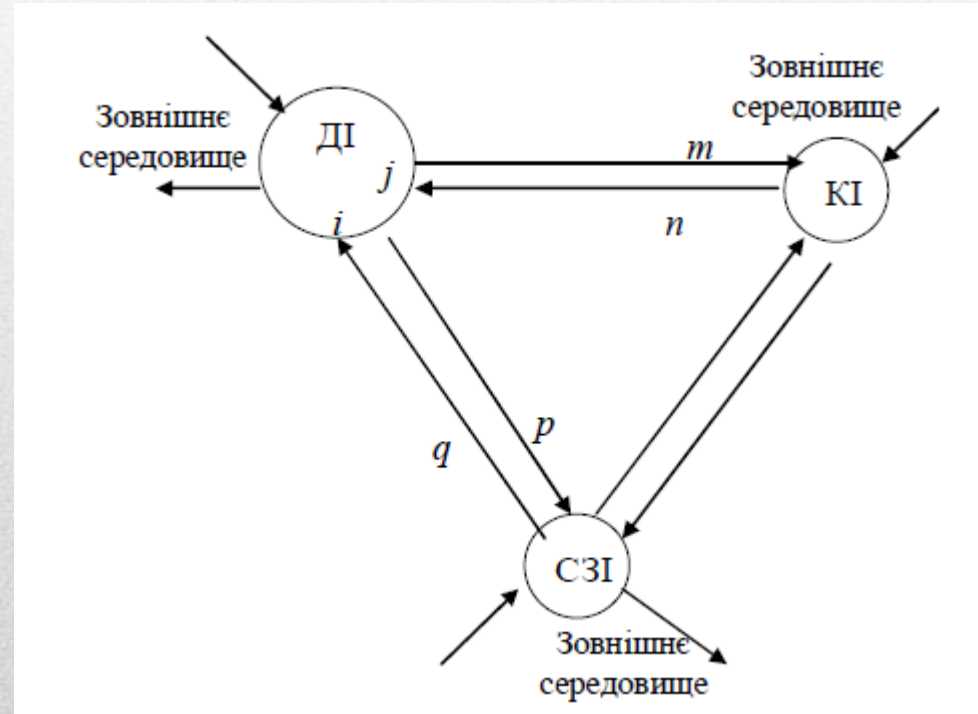 Зовнішнє
середовище
Зовнішнє
середовище
ДІ
j
m
КІ
i
n
q
p
СЗІ
Зовнішнє
середовище